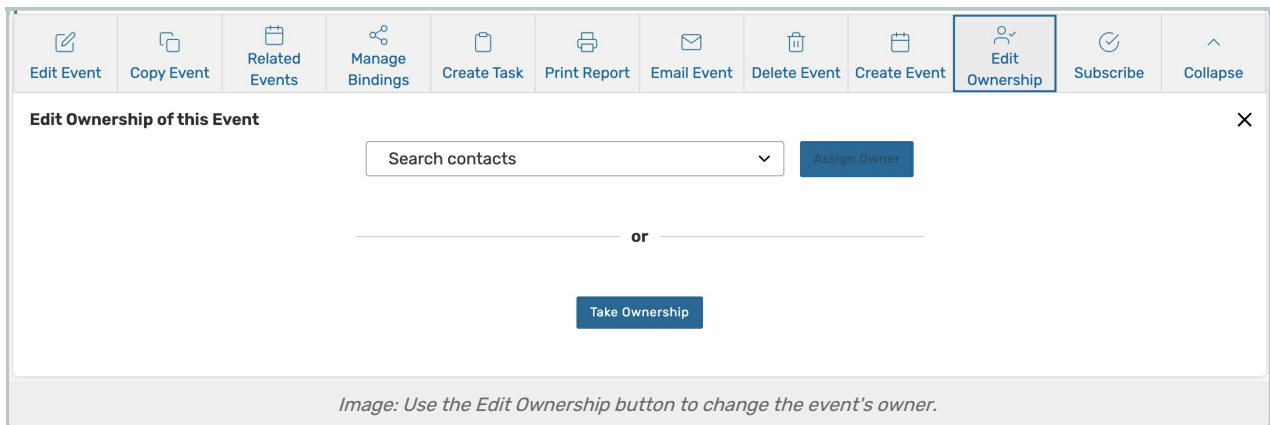 Edit Event
Copy Event
Related
Events
Manage
Bindings
Create Task
Print Report
Email Event
Delete Event
Create Event
Edit
Ownership
Subscribe
Collapse
Edit Ownership of this Event
Search contacts
Assign Owner
or
Take Ownership
Image: Use the Edit Ownership button to change the event's owner.